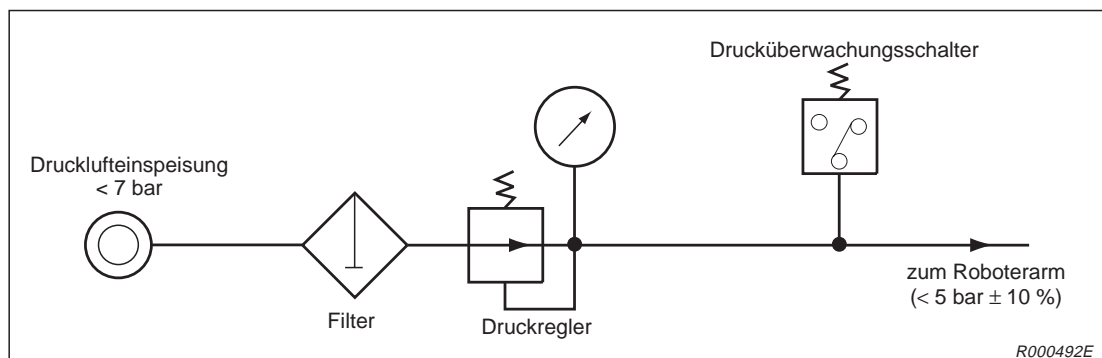 Drucküberwachungsschalter
Drucklufteinspeisung
< 7 bar
Filter
Druckregler
zum Roboterarm
(< 5 bar ± 10 %)
R000492E